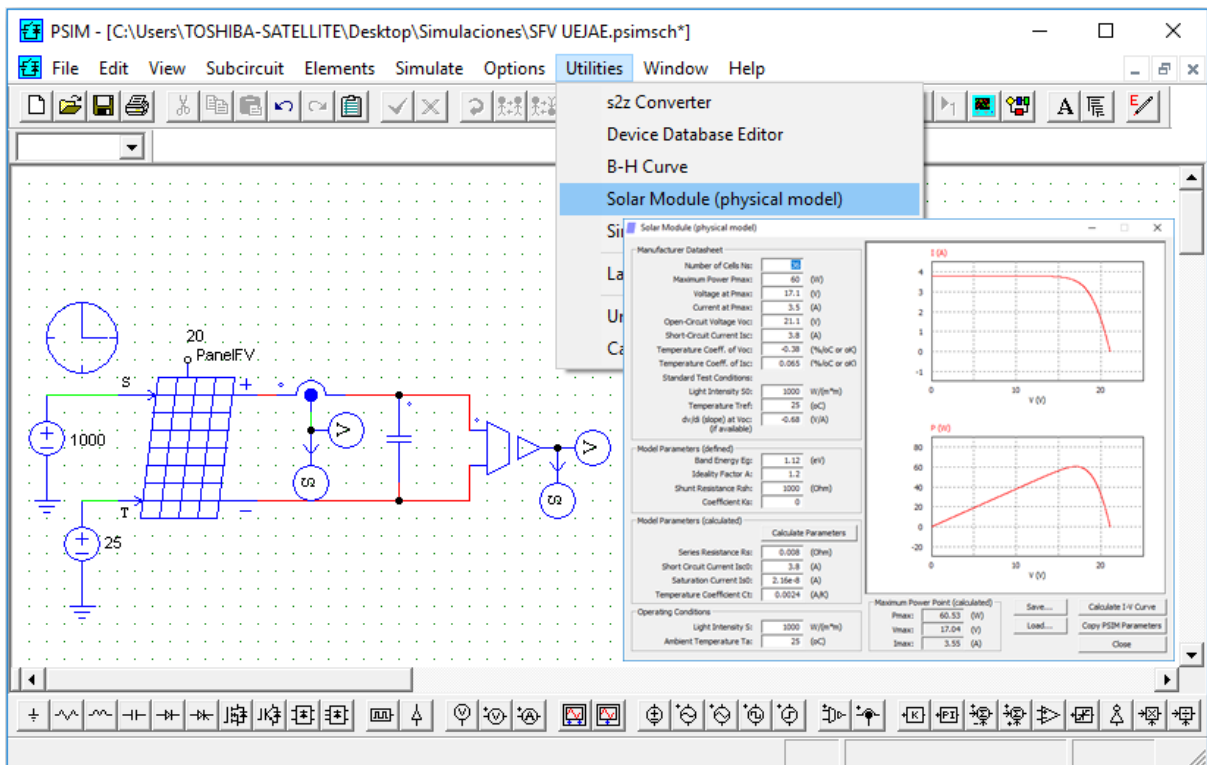 PSIM - [C:\Users\TOSHIBA-SATELLITE\Desktop\Simulaciones\SFV UEJAE.psimsch*]
File Edit View Subcircuit Elements Simulate Options Utilities Window Help
s2z Converter
Device Database Editor
B-H Curve
Solar Module (physical model)
Solar Module (physical model)
Manufacturer Datasheet
Number of Cells Ns: 36
Maximum Power Pmax: 60 (W)
Voltage at Pmax: 17.1 (V)
Current at Pmax: 3.5 (A)
Open-Circuit Voltage Voc: 21.1 (V)
Short-Circuit Current Isc: 3.8 (A)
Temperature Coeff. of Voc: -0.38 (%/oC or oK)
Temperature Coeff. of Isc: 0.065 (%/oC or oK)
Standard Test Conditions:
Light Intensity S0: 1000 W/(m*m)
Temperature Tref: 25 (oC)
dv/di (slope) at Voc: -0.68 (V/A)
(if available)
Model Parameters (defined)
Band Energy Eg: 1.12 (eV)
Ideality Factor A: 1.2
Shunt Resistance Rsh: 1000 (Ohm)
Coefficient Ks: 0
Model Parameters (calculated)
Calculate Parameters
Series Resistance Rs: 0.008 (Ohm)
Short Circuit Current Isc0: 3.8 (A)
Saturation Current Is0: 2.16e-8 (A)
Temperature Coefficient Ct: 0.0024 (A/K)
Operating Conditions
Light Intensity S: 1000 W/(m*m)
Ambient Temperature Ta: 25 (oC)
I (A)
4
3
2
1
0
-1
0 10 20
V (V)
P (W)
80
60
40
20
0
-20
0 10 20
V (V)
Maximum Power Point (calculated)
Pmax: 60.53 (W)
Vmax: 17.04 (V)
Imax: 3.55 (A)
Save...
Load...
Calculate I-V Curve
Copy PSIM Parameters
Close
20
PanelFV
S
+
V
1000
S
V
S
T
25
A
E
J
JK
V
V
A
K
PI